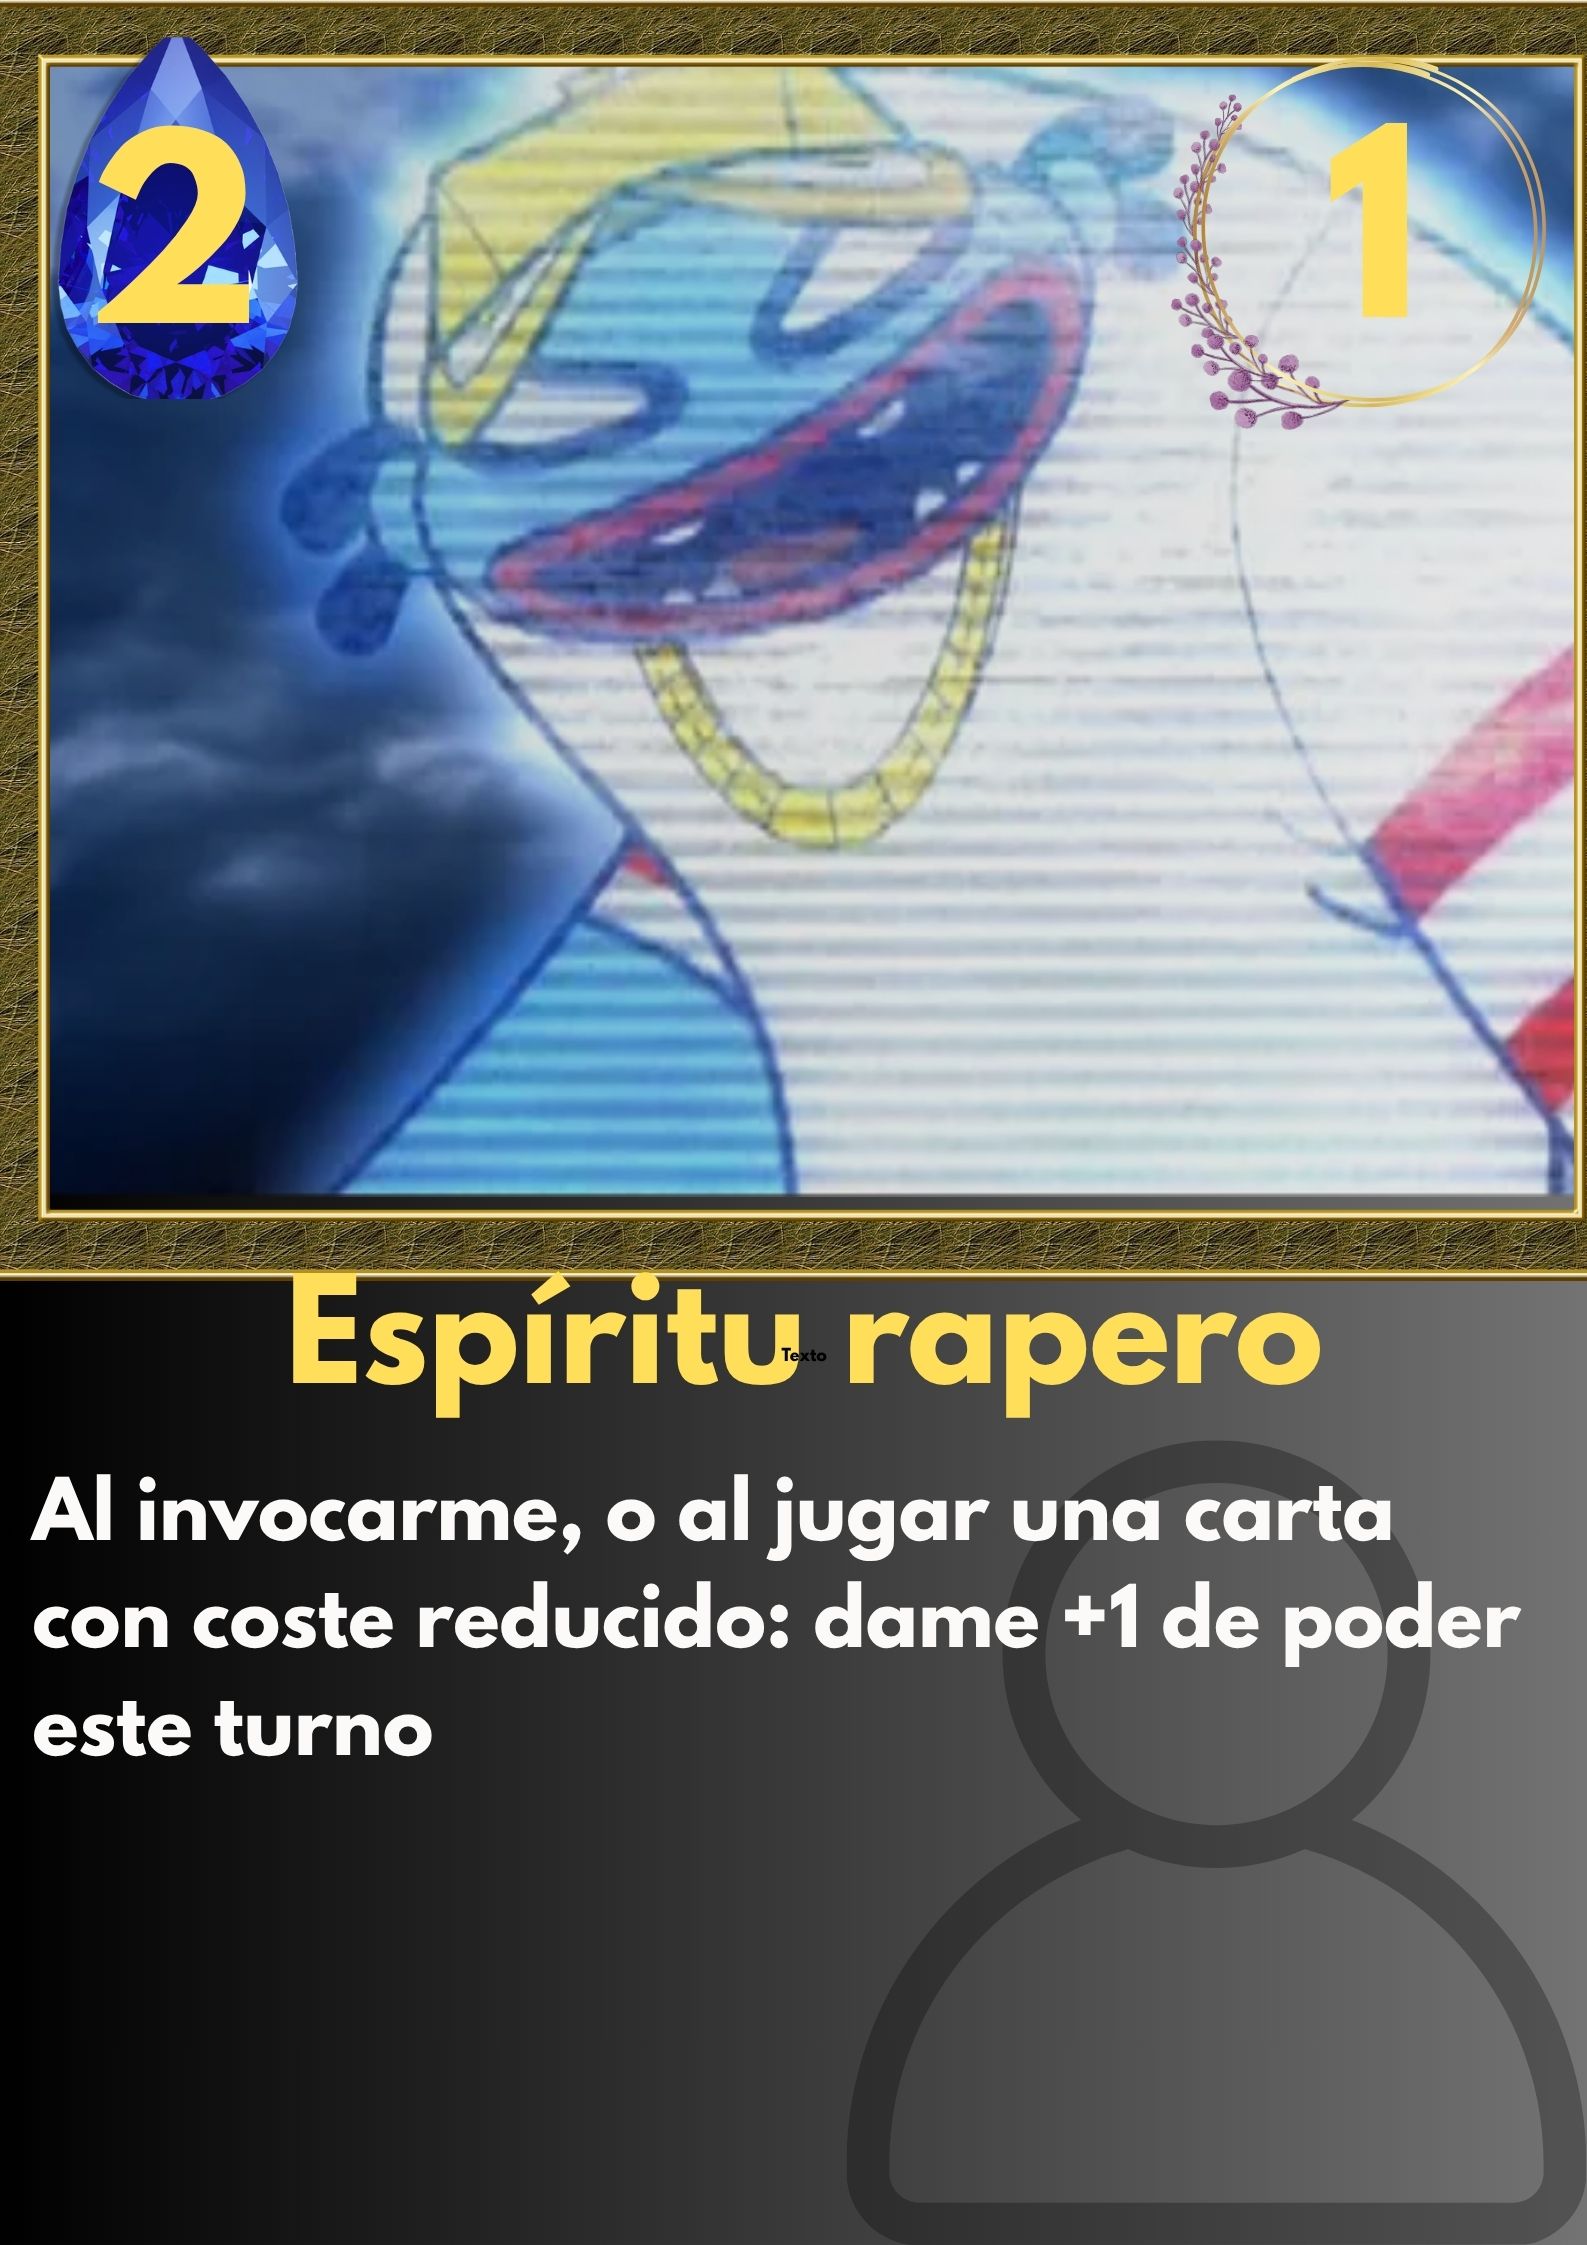 2
1
Espíritu rapero
Texto
Al invocarme, o al jugar una carta
con coste reducido: dame +1 de poder
este turno